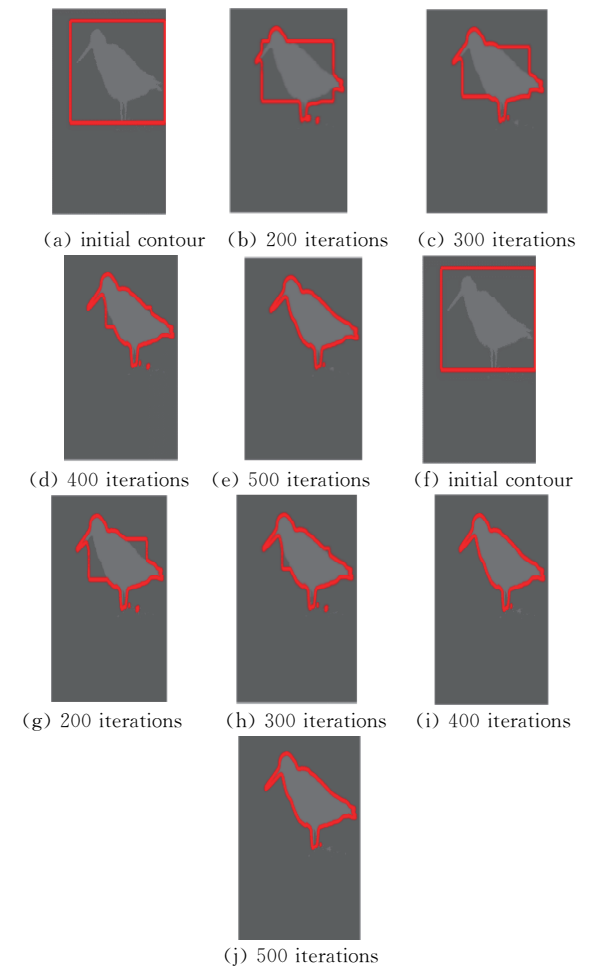 (a) initial contour (b) 200 iterations (c) 300 iterations
(d) 400 iterations (e) 500 iterations (f) initial contour
(g) 200 iterations (h) 300 iterations (i) 400 iterations
(j) 500 iterations